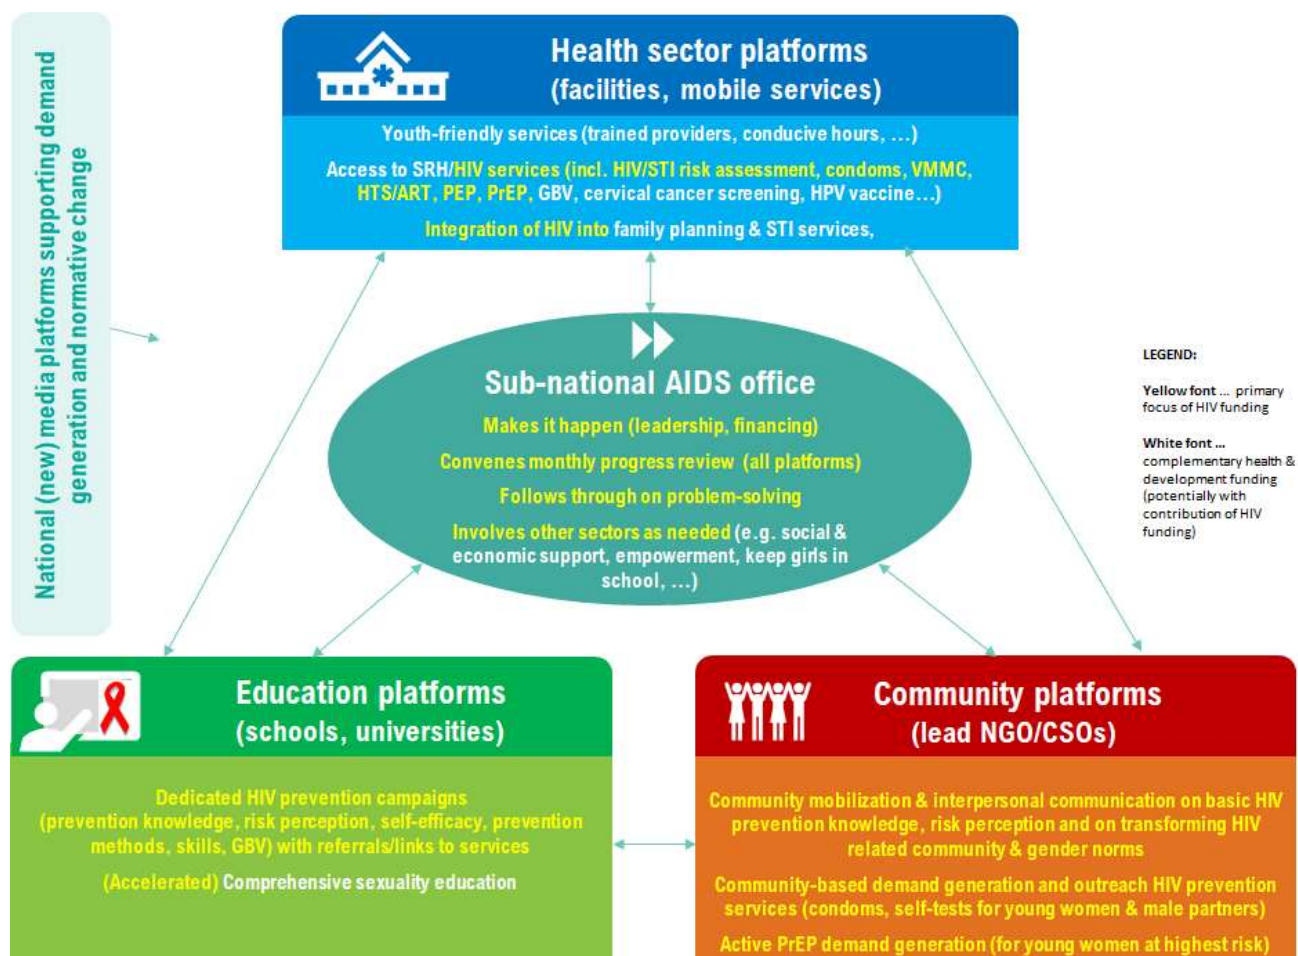 National (new) media platforms supporting demand
generation and normative change
Health sector platforms
(facilities, mobile services)
Youth-friendly services (trained providers, conducive hours, …)
Access to SRH/HIV services (incl. HIV/STI risk assessment, condoms, VMMC,
HTS/ART, PEP, PrEP, GBV, cervical cancer screening, HPV vaccine…)
Integration of HIV into family planning & STI services,
Sub-national AIDS office
Makes it happen (leadership, financing)
Convenes monthly progress review (all platforms)
Follows through on problem-solving
Involves other sectors as needed (e.g. social &
economic support, empowerment, keep girls in
school, …)
LEGEND:
Yellow font … primary
focus of HIV funding
White font …
complementary health &
development funding
(potentially with
contribution of HIV
funding)
Education platforms
(schools, universities)
Dedicated HIV prevention campaigns
(prevention knowledge, risk perception, self-efficacy, prevention
methods, skills, GBV) with referrals/links to services
(Accelerated) Comprehensive sexuality education
Community platforms
(lead NGO/CSOs)
Community mobilization & interpersonal communication on basic HIV
prevention knowledge, risk perception and on transforming HIV
related community & gender norms
Community-based demand generation and outreach HIV prevention
services (condoms, self-tests for young women & male partners)
Active PrEP demand generation (for young women at highest risk)